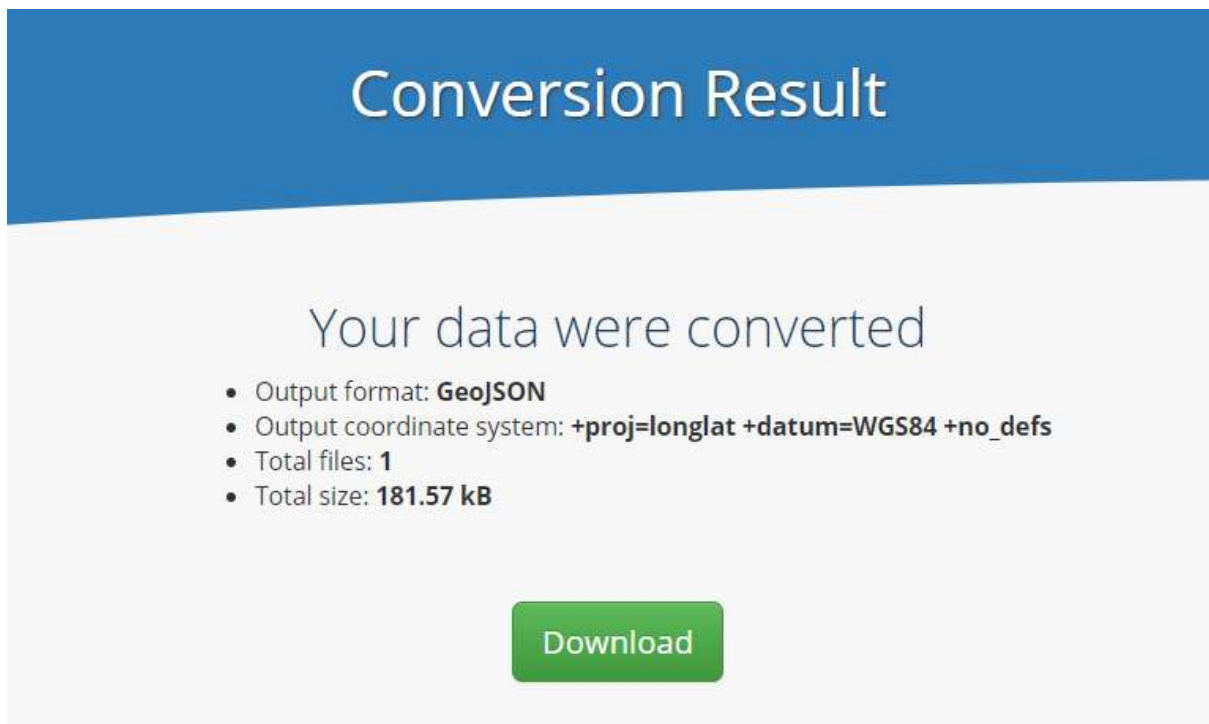 Conversion Result
Your data were converted
• Output format: GeoJSON
• Output coordinate system: +proj=longlat +datum=WGS84 +no_defs
• Total files: 1
• Total size: 181.57 kB
Download